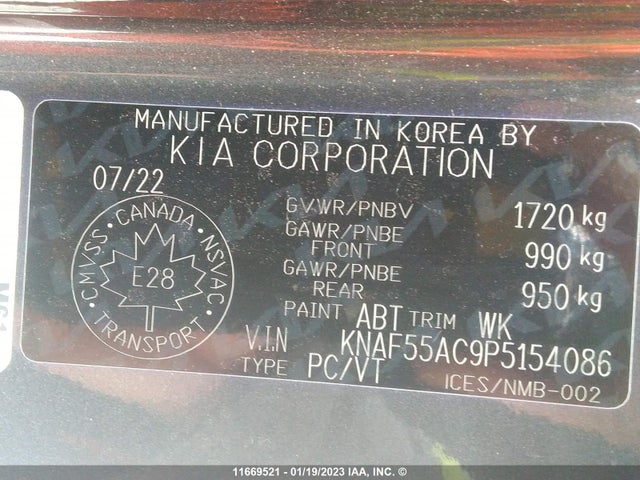 MANUFACTURED IN KOREA BY
KIA CORPORATION
07/22
GVWR/PNBV 1720 kg
GAWR/PNBE
FRONT 990 kg
GAWR/PNBE
REAR 950 kg
PAINT ABT TRIM WK
V.I.N KNAF55AC9P5154086
TYPE PC/VT
ICES/NMB-002
CMVSS · CANADA · NSVAC
E28
TRANSPORT
11669521 - 01/19/2023 IAA, INC. ©